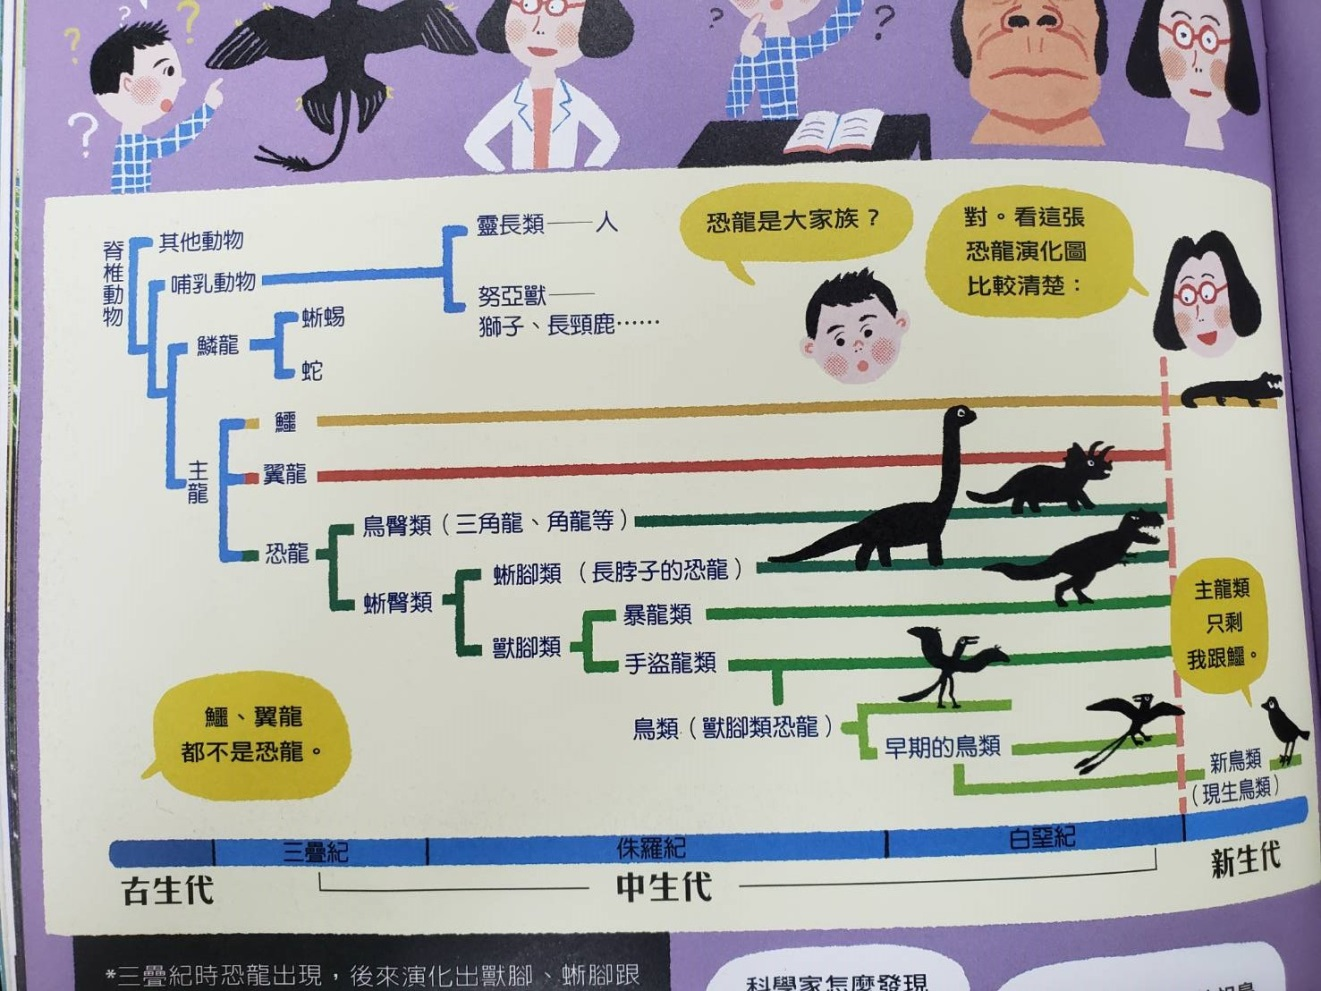 ?
?
?
?
?
?
恐龍是大家族？
對。看這張
恐龍演化圖
比較清楚：
脊椎動物
其他動物
哺乳動物
靈長類——人
努亞獸——
獅子、長頸鹿……
鱗龍
蜥蜴
蛇
主龍
鱷
翼龍
恐龍
鳥臀類（三角龍、角龍等）
蜥臀類
蜥腳類（長脖子的恐龍）
獸腳類
暴龍類
手盜龍類
鳥類（獸腳類恐龍）
早期的鳥類
新鳥類
（現生鳥類）
主龍類
只剩
我跟鱷。
鱷、翼龍
都不是恐龍。
三疊紀
侏羅紀
白堊紀
古生代
中生代
新生代
*三疊紀時恐龍出現，後來演化出獸腳、蜥腳跟
科學家怎麼發現